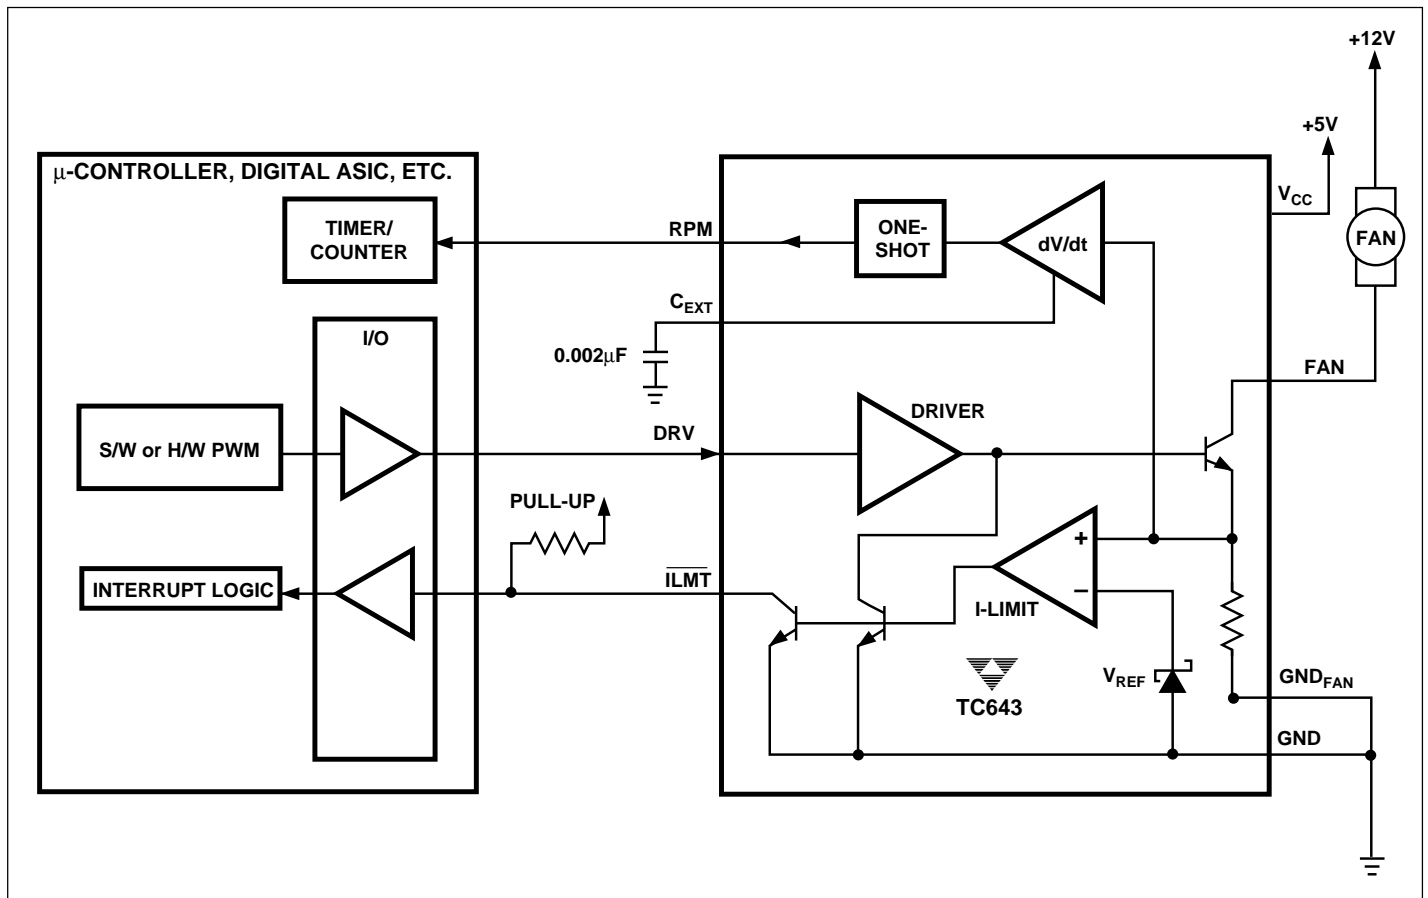 +12V
+5V
μ-CONTROLLER, DIGITAL ASIC, ETC.
VCC
TIMER/
COUNTER
RPM
ONE-
SHOT
dV/dt
FAN
CEXT
I/O
0.002μF
FAN
DRIVER
S/W or H/W PWM
DRV
PULL-UP
+
INTERRUPT LOGIC
ILMT
–
I-LIMIT
VREF
GNDFAN
TC643
GND